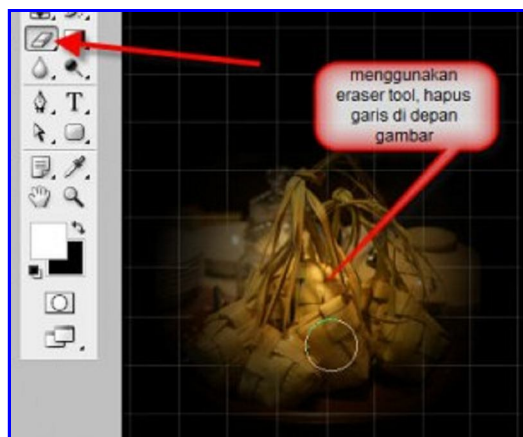 menggunakan
eraser tool, hapus
garis di depan
gambar